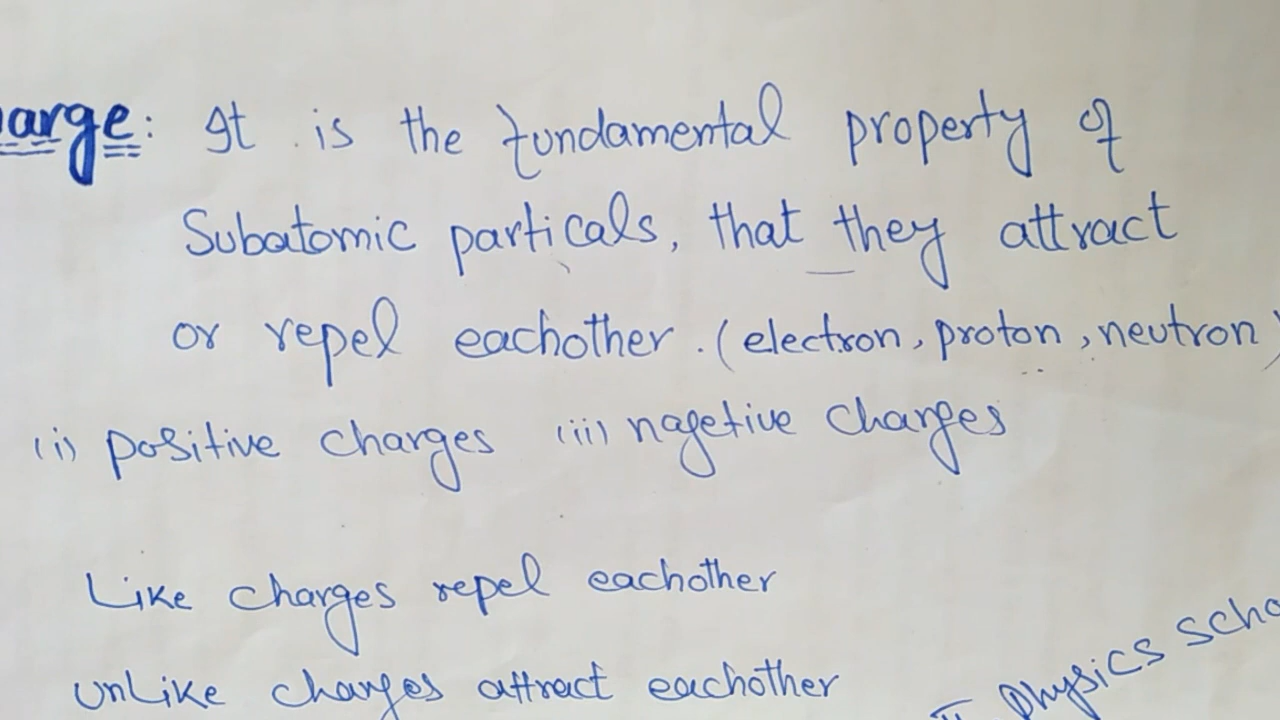 arge: It is the fundamental property of
Subatomic particals, that they attract
or repel eachother. (electron, proton, neutron)
(i) positive charges (ii) nagetive charges
Like charges repel eachother
unlike charges attract eachother
Physics Scho